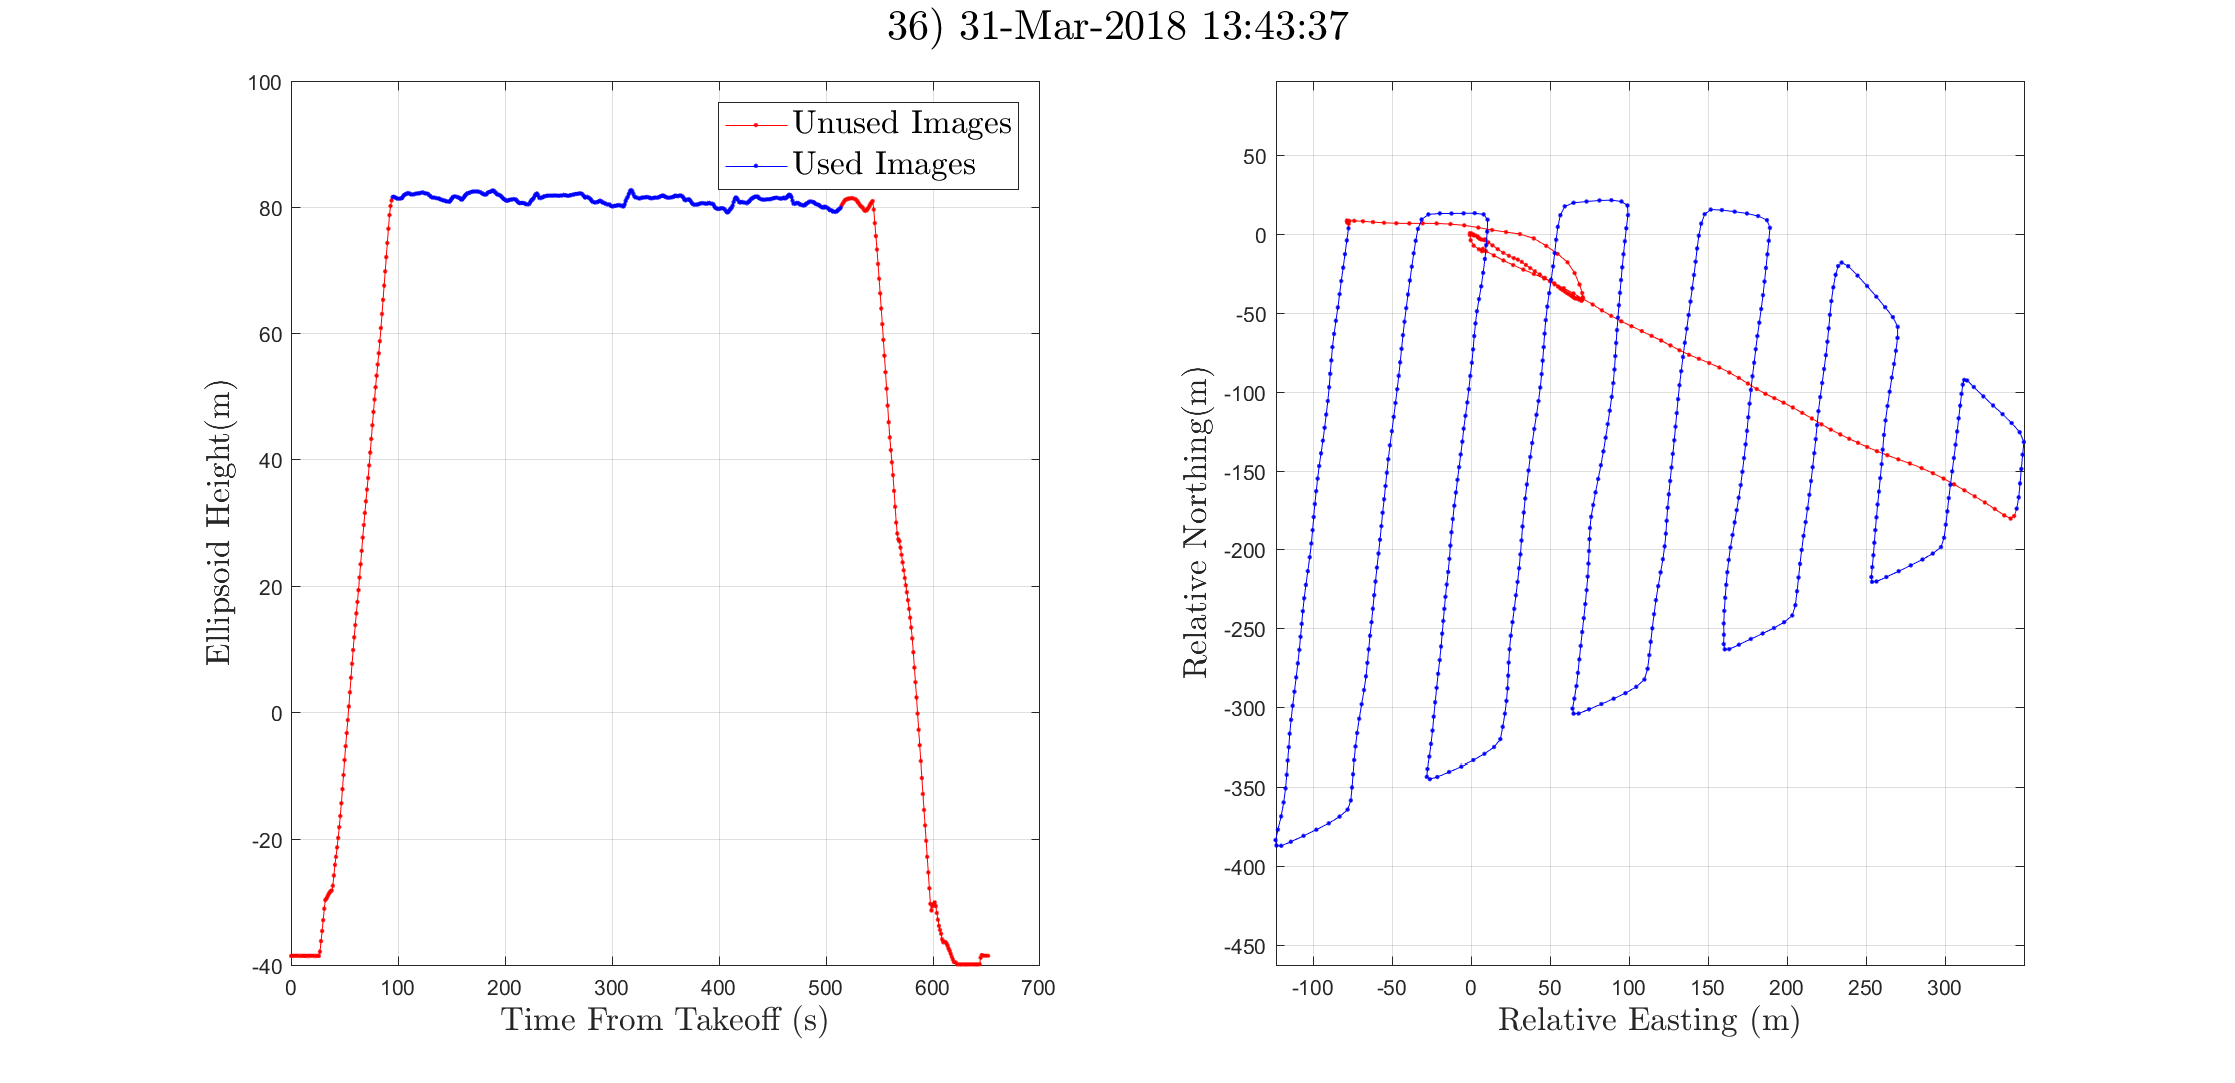 36) 31-Mar-2018 13:43:37
Ellipsoid Height(m)
100
80
60
40
20
0
-20
-40
0 100 200 300 400 500 600 700
Time From Takeoff (s)
Unused Images
Used Images
Relative Northing(m)
50
0
-50
-100
-150
-200
-250
-300
-350
-400
-450
-100 -50 0 50 100 150 200 250 300
Relative Easting (m)